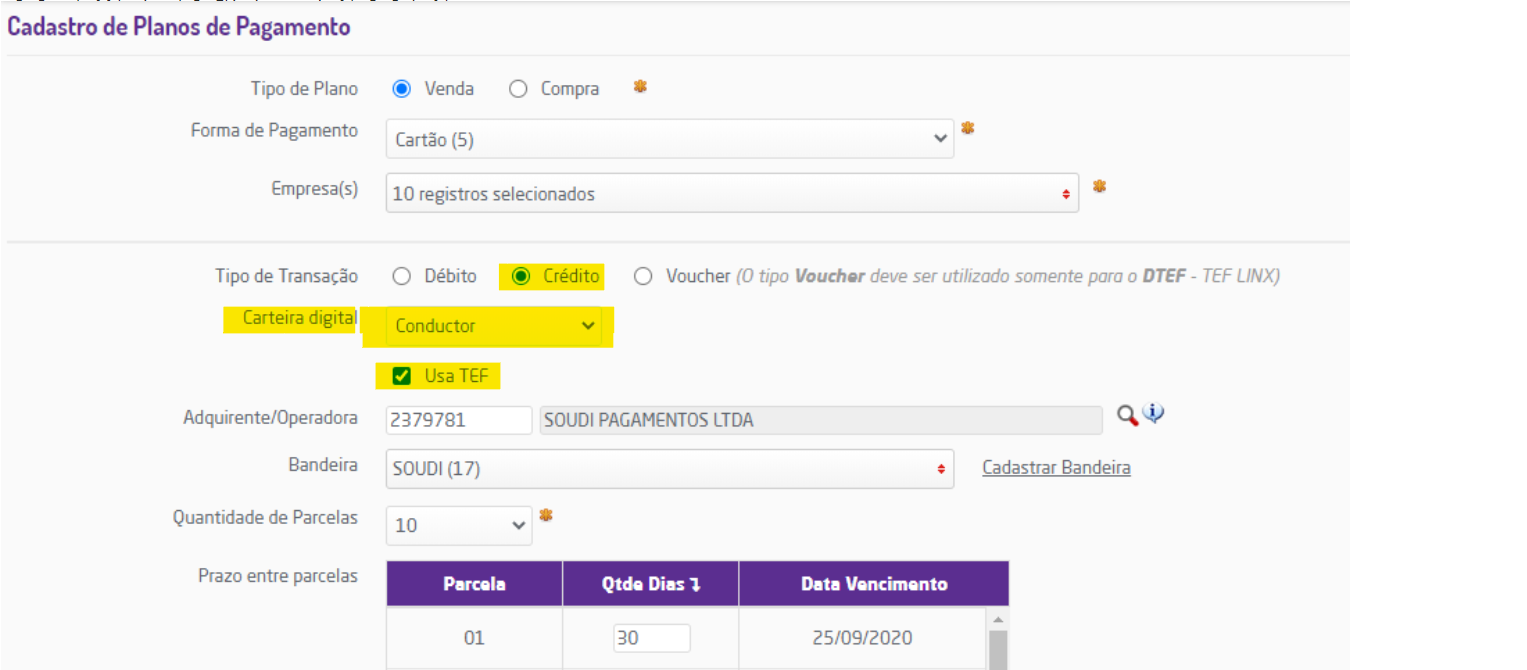 Cadastro de Planos de Pagamento
Tipo de Plano Venda Compra
Forma de Pagamento Cartão (5)
Empresa(s) 10 registros selecionados
Tipo de Transação Débito Crédito Voucher (O tipo Voucher deve ser utilizado somente para o DTEF - TEF LINX)
Carteira digital Conductor
Usa TEF
Adquirente/Operadora 2379781 SOUDI PAGAMENTOS LTDA
Bandeira SOUDI (17) Cadastrar Bandeira
Quantidade de Parcelas 10
Prazo entre parcelas Parcela Qtde Dias Data Vencimento
01 30 25/09/2020